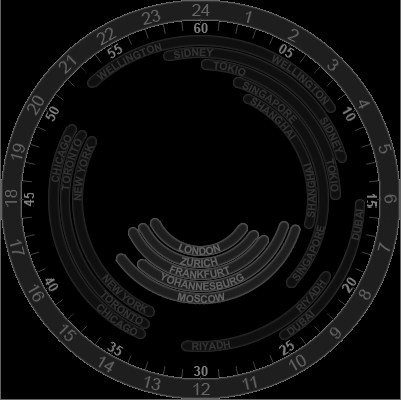 24
1
2
3
4
5
6
7
8
9
10
11
12
13
14
15
16
17
18
19
20
21
22
23
60
05
10
15
20
25
30
35
40
45
50
55
WELLINGTON
WELLINGTON
SIDNEY
SIDNEY
TOKIO
TOKIO
SINGAPORE
SINGAPORE
SHANGHAI
SHANGHAI
DUBAI
DUBAI
RIYADH
RIYADH
CHICAGO
TORONTO
NEW YORK
NEW YORK
TORONTO
CHICAGO
LONDON
ZURICH
FRANKFURT
YOHANNESBURG
MOSCOW